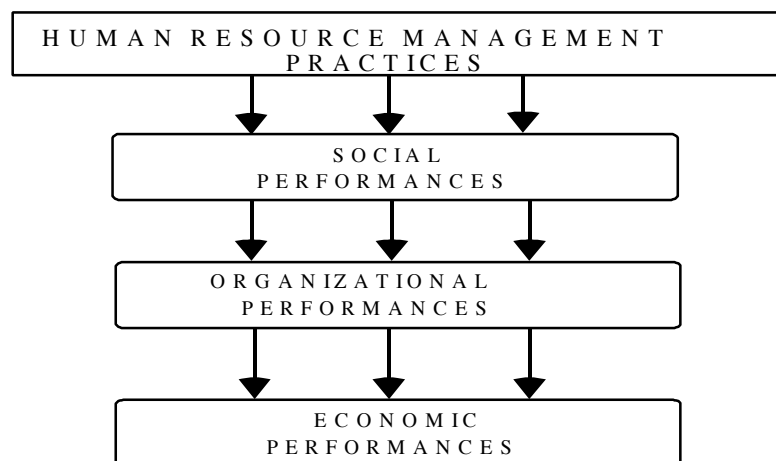 HUMAN RESOURCE MANAGEMENT
PRACTICES
SOCIAL
PERFORMANCES
ORGANIZATIONAL
PERFORMANCES
ECONOMIC
PERFORMANCES